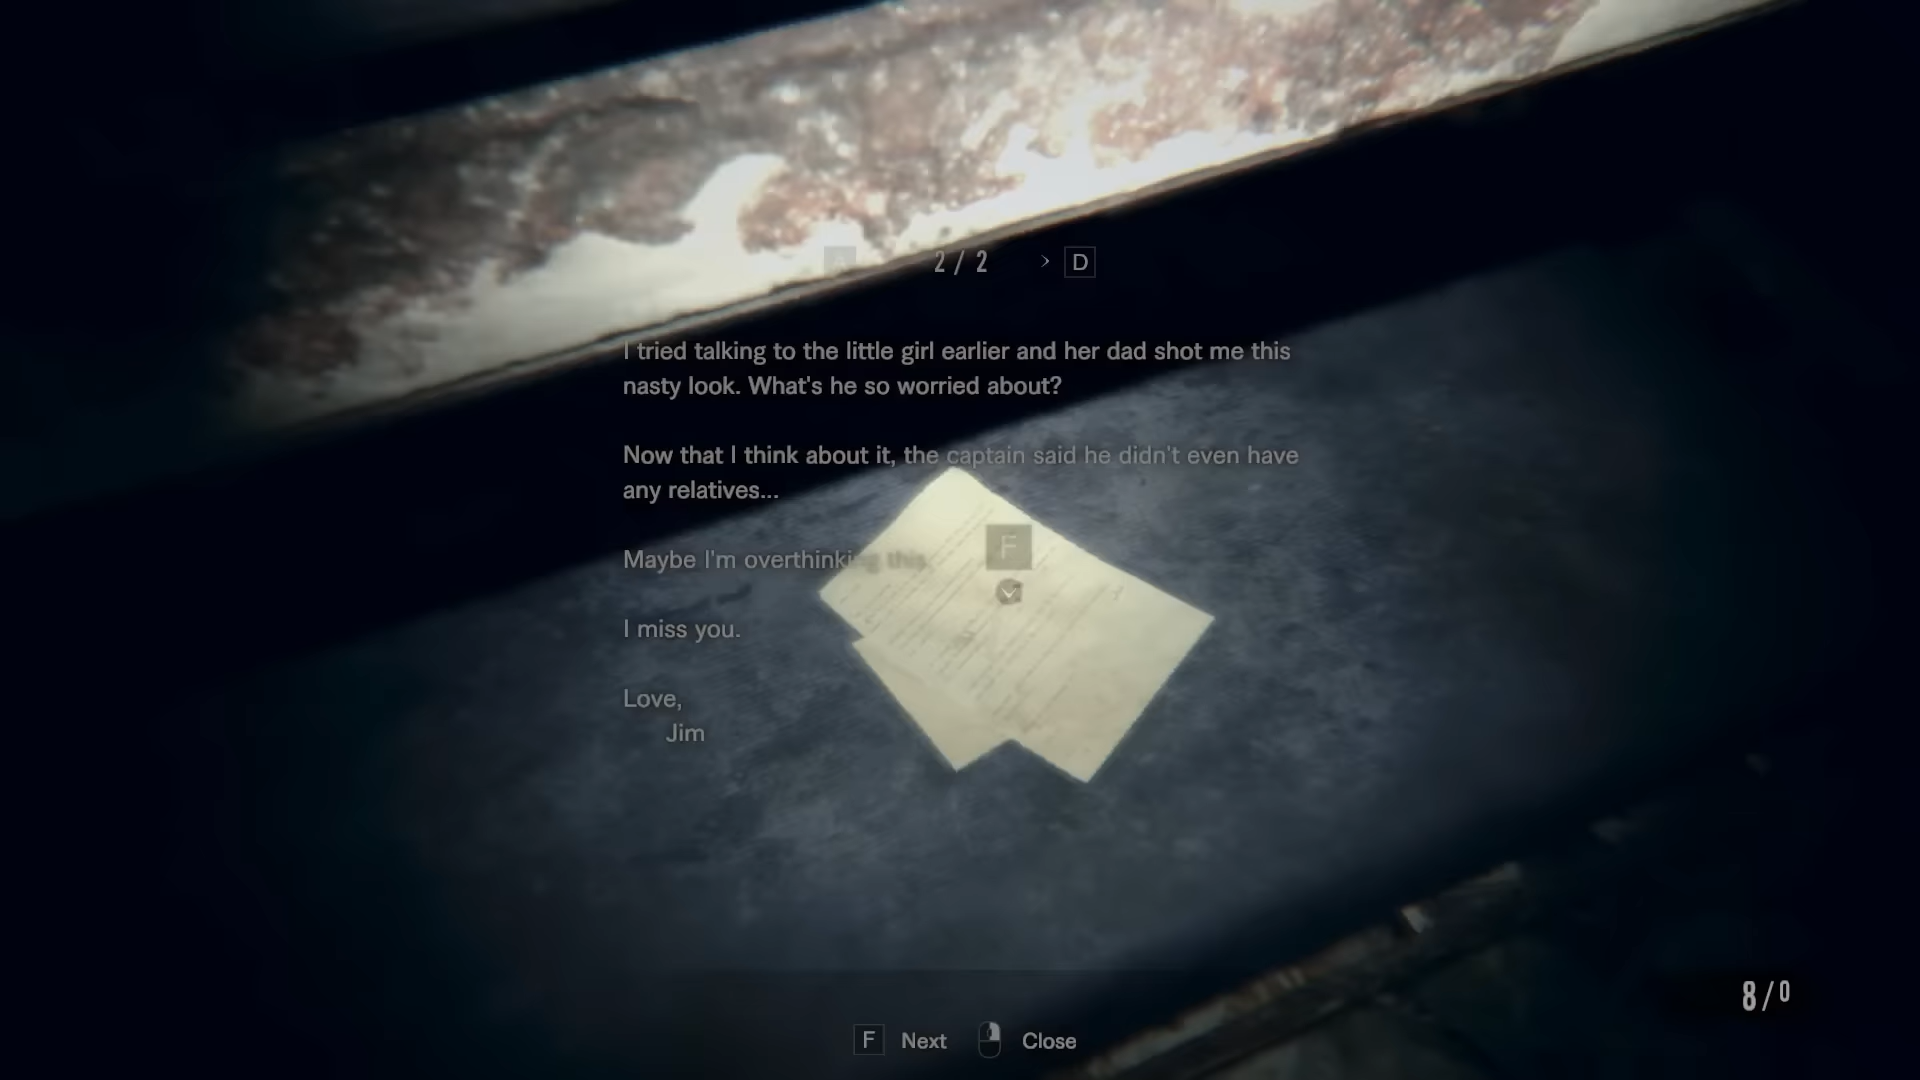 2 / 2 > D
I tried talking to the little girl earlier and her dad shot me this
nasty look. What's he so worried about?
Now that I think about it, the captain said he didn't even have
any relatives...
Maybe I'm overthinking this.
F
I miss you.
Love,
Jim
8/0
F Next Close